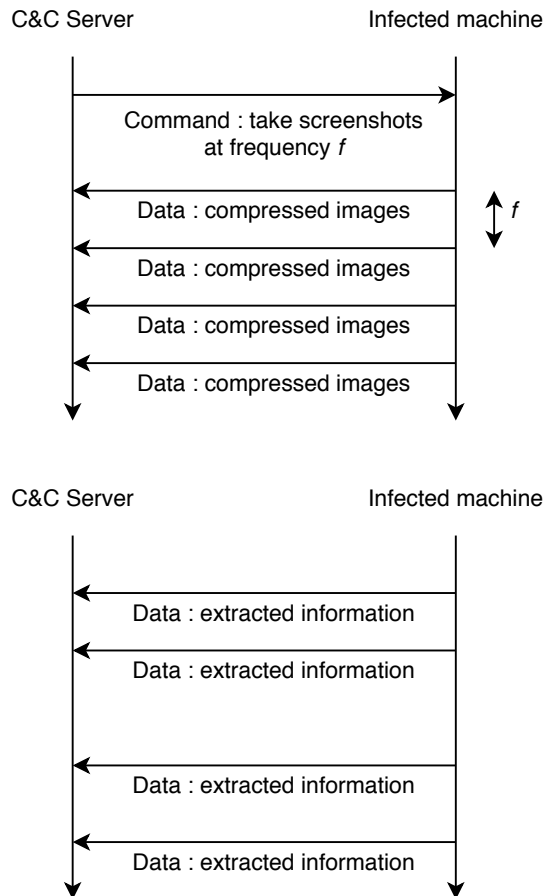 C&C Server Infected machine
Command : take screenshots
at frequency f
Data : compressed images
f
Data : compressed images
Data : compressed images
Data : compressed images
C&C Server Infected machine
Data : extracted information
Data : extracted information
Data : extracted information
Data : extracted information